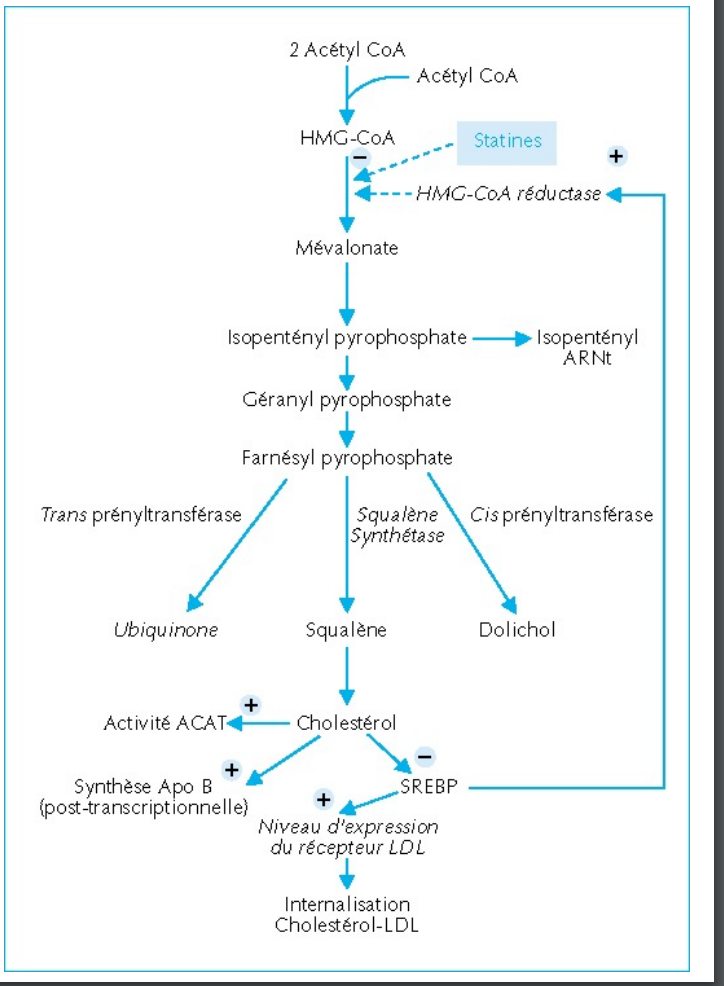 2 Acétyl CoA
Acétyl CoA
HMG-CoA
−
Statines
+
HMG-CoA réductase
Mévalonate
Isopentényl pyrophosphate
Isopentényl
ARNt
Géranyl pyrophosphate
Farnésyl pyrophosphate
Trans prényltransférase
Squalène
Synthétase
Cis prényltransférase
Ubiquinone
Squalène
Dolichol
+
Activité ACAT
Cholestérol
−
+
Synthèse Apo B
(post-transcriptionnelle)
SREBP
+
Niveau d'expression
du récepteur LDL
Internalisation
Cholestérol-LDL